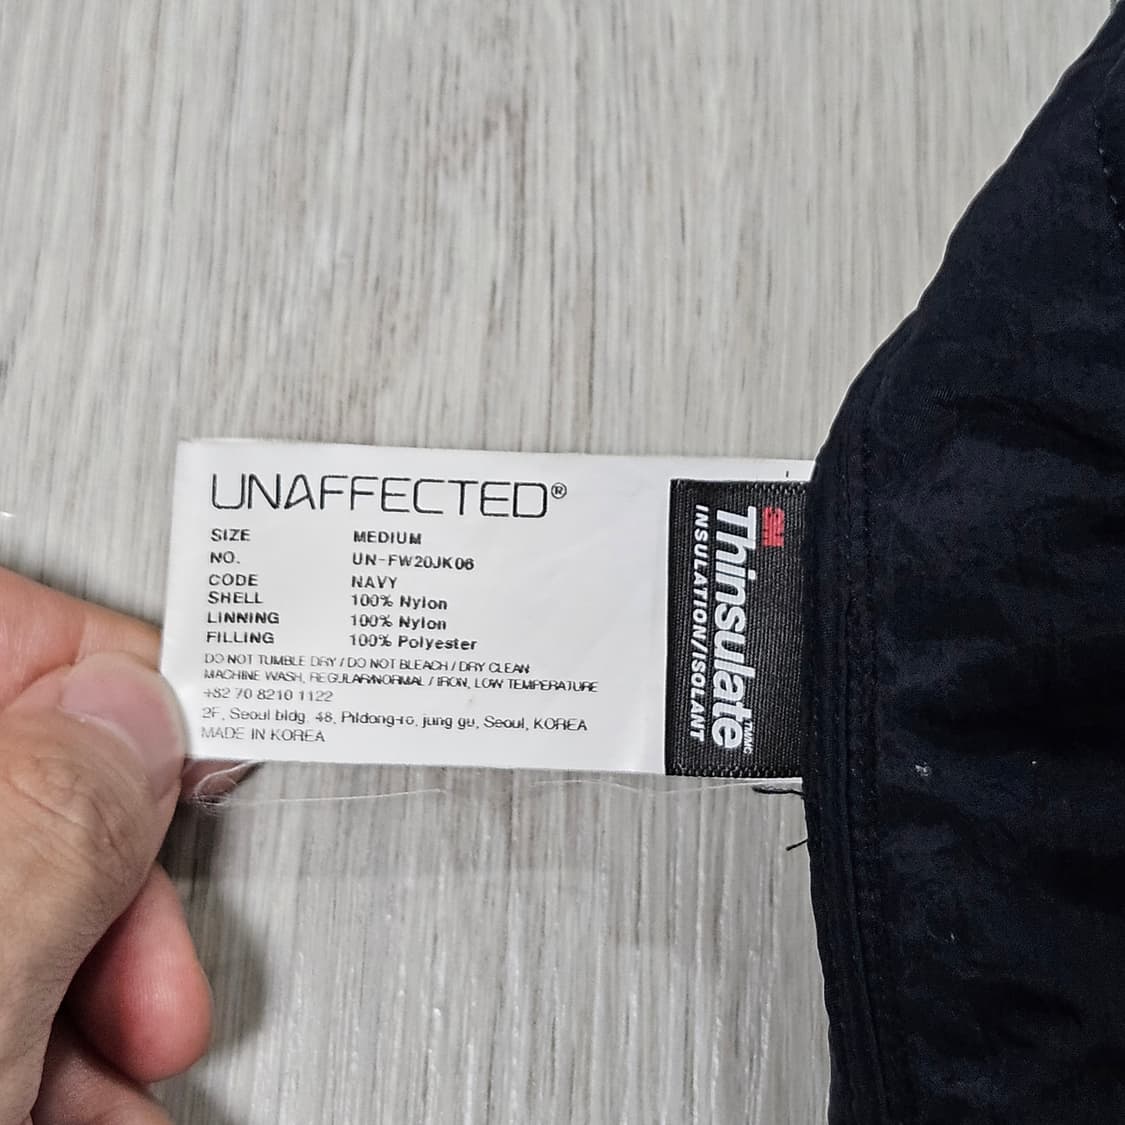 UNAFFECTED®
SIZE MEDIUM
NO. UN-FW20JK06
CODE NAVY
SHELL 100% Nylon
LINNING 100% Nylon
FILLING 100% Polyester
DO NOT TUMBLE DRY / DO NOT BLEACH / DRY CLEAN
MACHINE WASH, REGULAR/NORMAL / IRON, LOW TEMPERATURE
+82 70 8210 1122
2F, Seoul bldg, 48, Pildong-ro, jung gu, Seoul, KOREA
MADE IN KOREA
3M
Thinsulate
TM/MC
INSULATION/ISOLANT